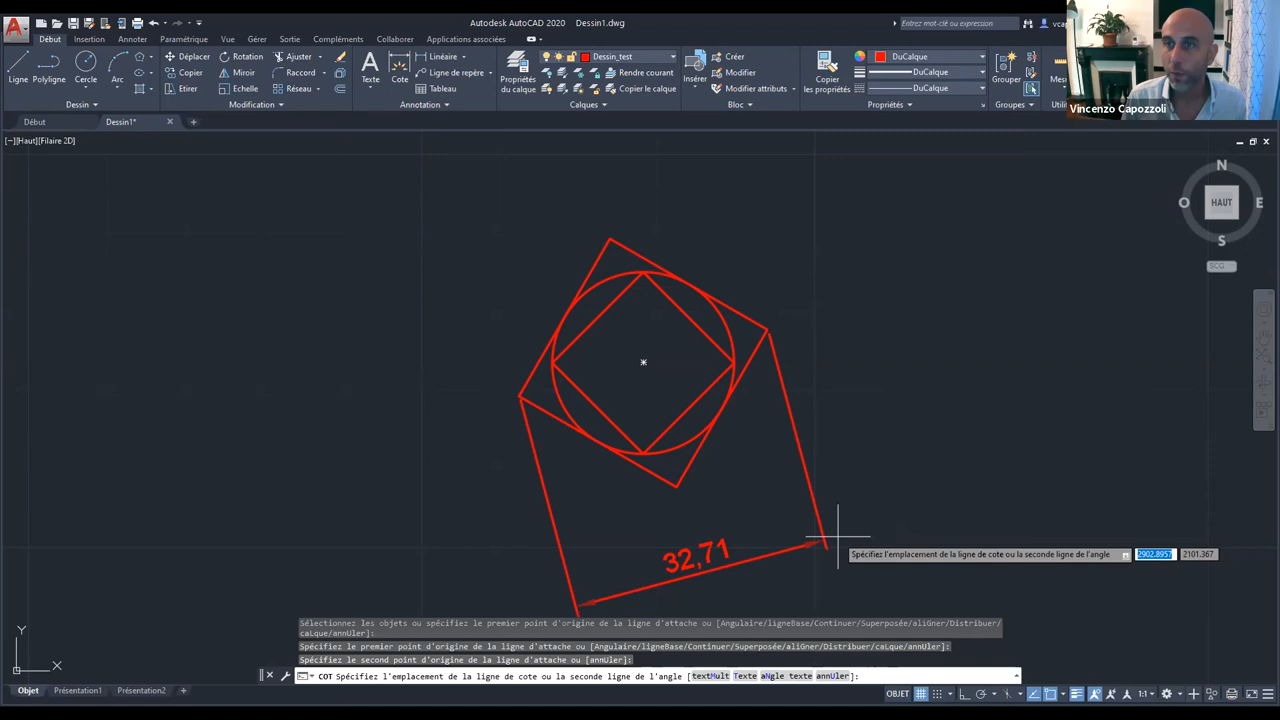 Autodesk AutoCAD 2020 Dessin1.dwg
Entrez mot-clé ou expression
Début Insertion Annoter Paramétrique Vue Gérer Sortie Compléments Collaborer Applications associées
Ligne
Polyligne
Cercle
Arc
Déplacer
Copier
Etirer
Rotation
Miroir
Echelle
Ajuster
Raccord
Réseau
Texte
Cote
Linéaire
Ligne de repère
Tableau
Propriétés
du calque
Dessin_test
Rendre courant
Copier le calque
Insérer
Créer
Modifier
Modifier attributs
Copier
les propriétés
DuCalque
DuCalque
DuCalque
Grouper
Mesu
Dessin
Modification
Annotation
Calques
Bloc
Propriétés
Groupes
Vincenzo Capozzoli
Début Dessin1*
[−][Haut][Filaire 2D]
N
O HAUT E
S
SCG
32,71
Spécifiez l'emplacement de la ligne de cote ou la seconde ligne de l'angle 2902.8957 2101.367
Sélectionnez les objets ou spécifiez le premier point d'origine de la ligne d'attache ou [Angulaire/ligneBase/Continuer/Superposée/aliGner/Distribuer/
caLque/annUler]:
Spécifiez le premier point d'origine de la ligne d'attache ou [Angulaire/ligneBase/Continuer/Superposée/aliGner/Distribuer/caLque/annUler]:
Spécifiez le second point d'origine de la ligne d'attache ou [annUler]:
COT Spécifiez l'emplacement de la ligne de cote ou la seconde ligne de l'angle [textMult Texte aNgle texte annUler]:
Y
X
Objet Présentation1 Présentation2 +
OBJET
1:1